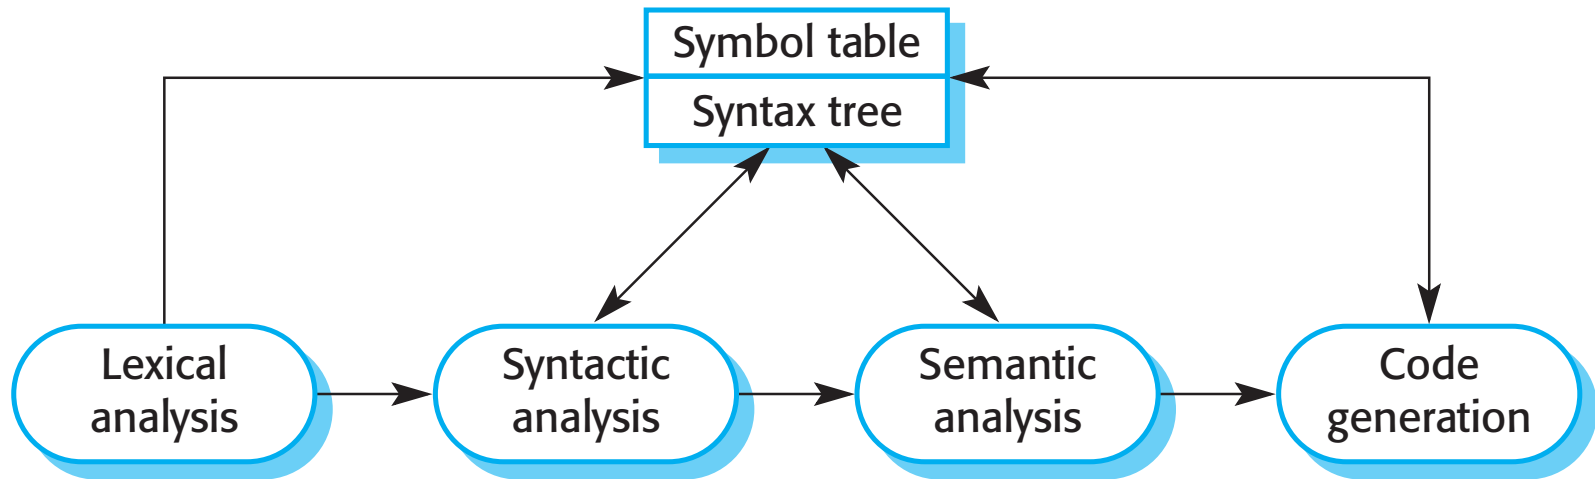 Symbol table
Syntax tree
Lexical
analysis
Syntactic
analysis
Semantic
analysis
Code
generation